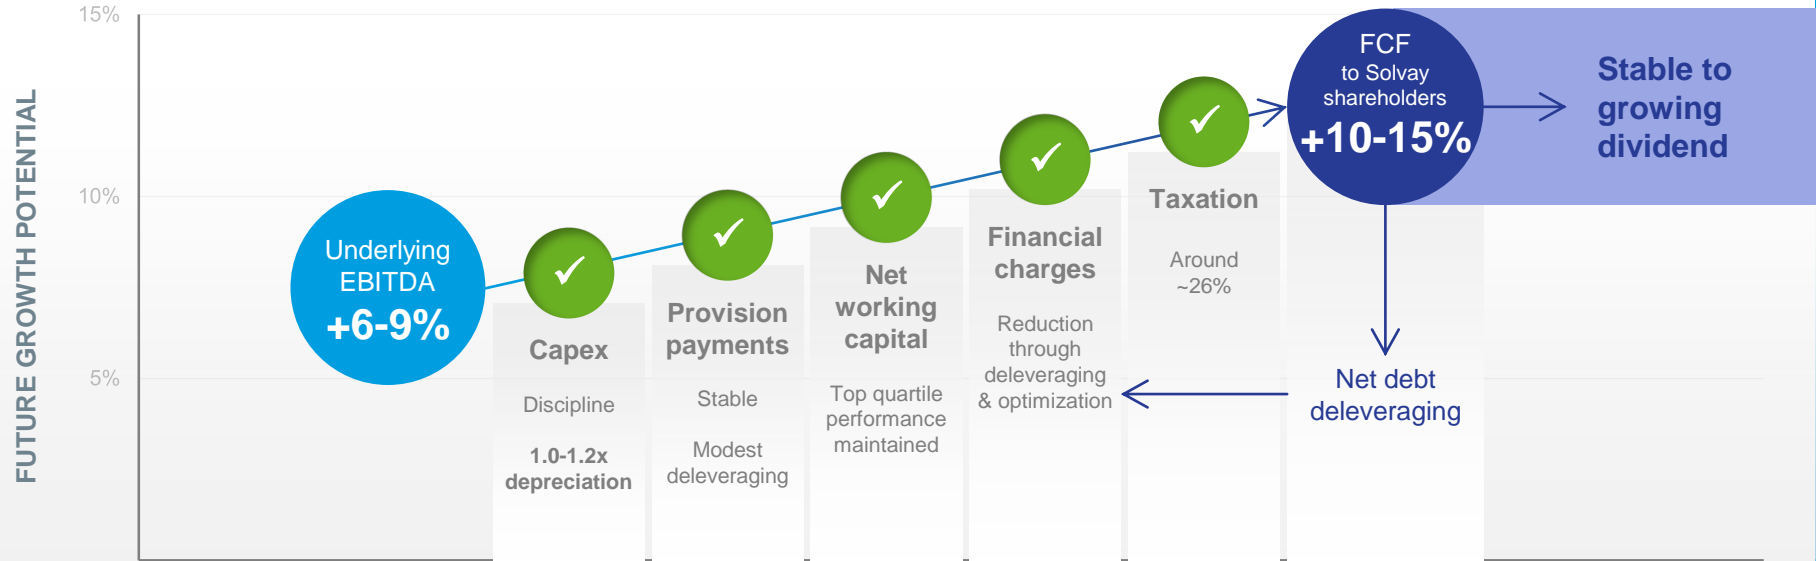 FUTURE GROWTH POTENTIAL
15%
10%
5%
Underlying
EBITDA
+6-9%
Capex
Discipline
1.0-1.2x
depreciation
Provision
payments
Stable
Modest
deleveraging
Net
working
capital
Top quartile
performance
maintained
Financial
charges
Reduction
through
deleveraging
& optimization
Taxation
Around
~26%
FCF
to Solvay
shareholders
+10-15%
Net debt
deleveraging
Stable to
growing
dividend